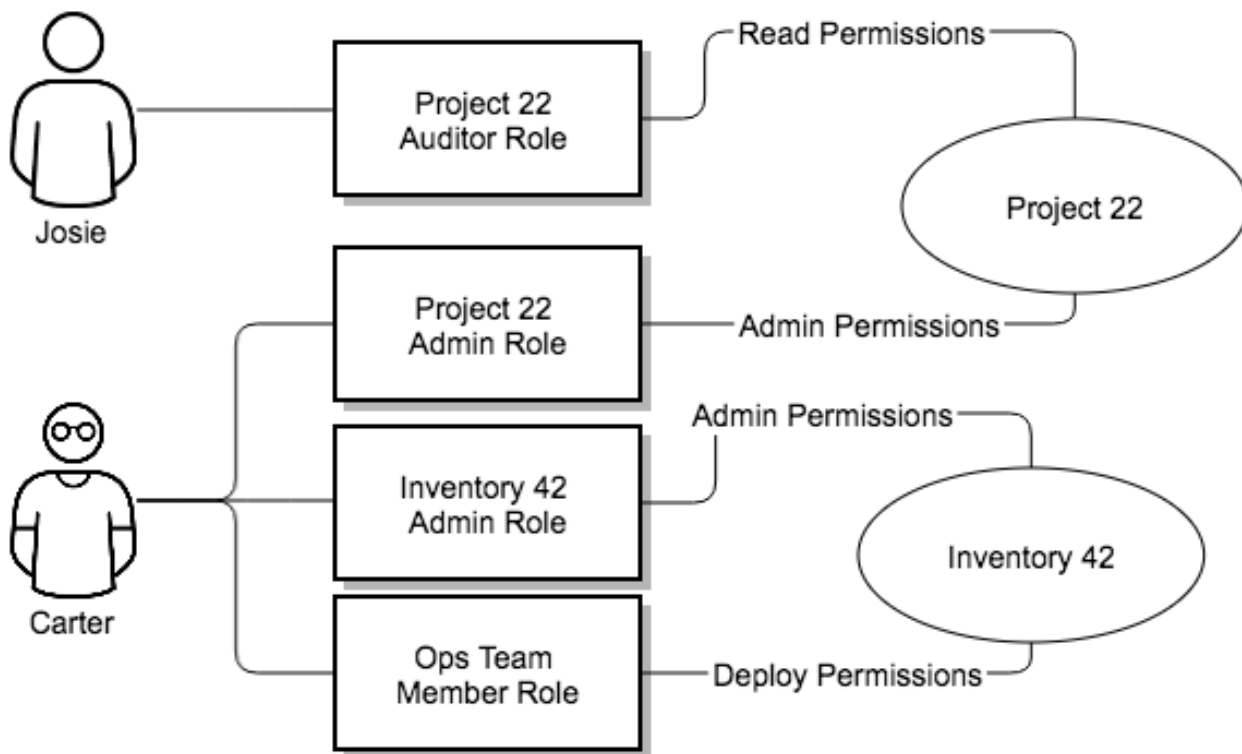 Read Permissions
Project 22
Auditor Role
Project 22
Josie
Project 22
Admin Role
Admin Permissions
Admin Permissions
Inventory 42
Admin Role
Inventory 42
Carter
Ops Team
Member Role
Deploy Permissions